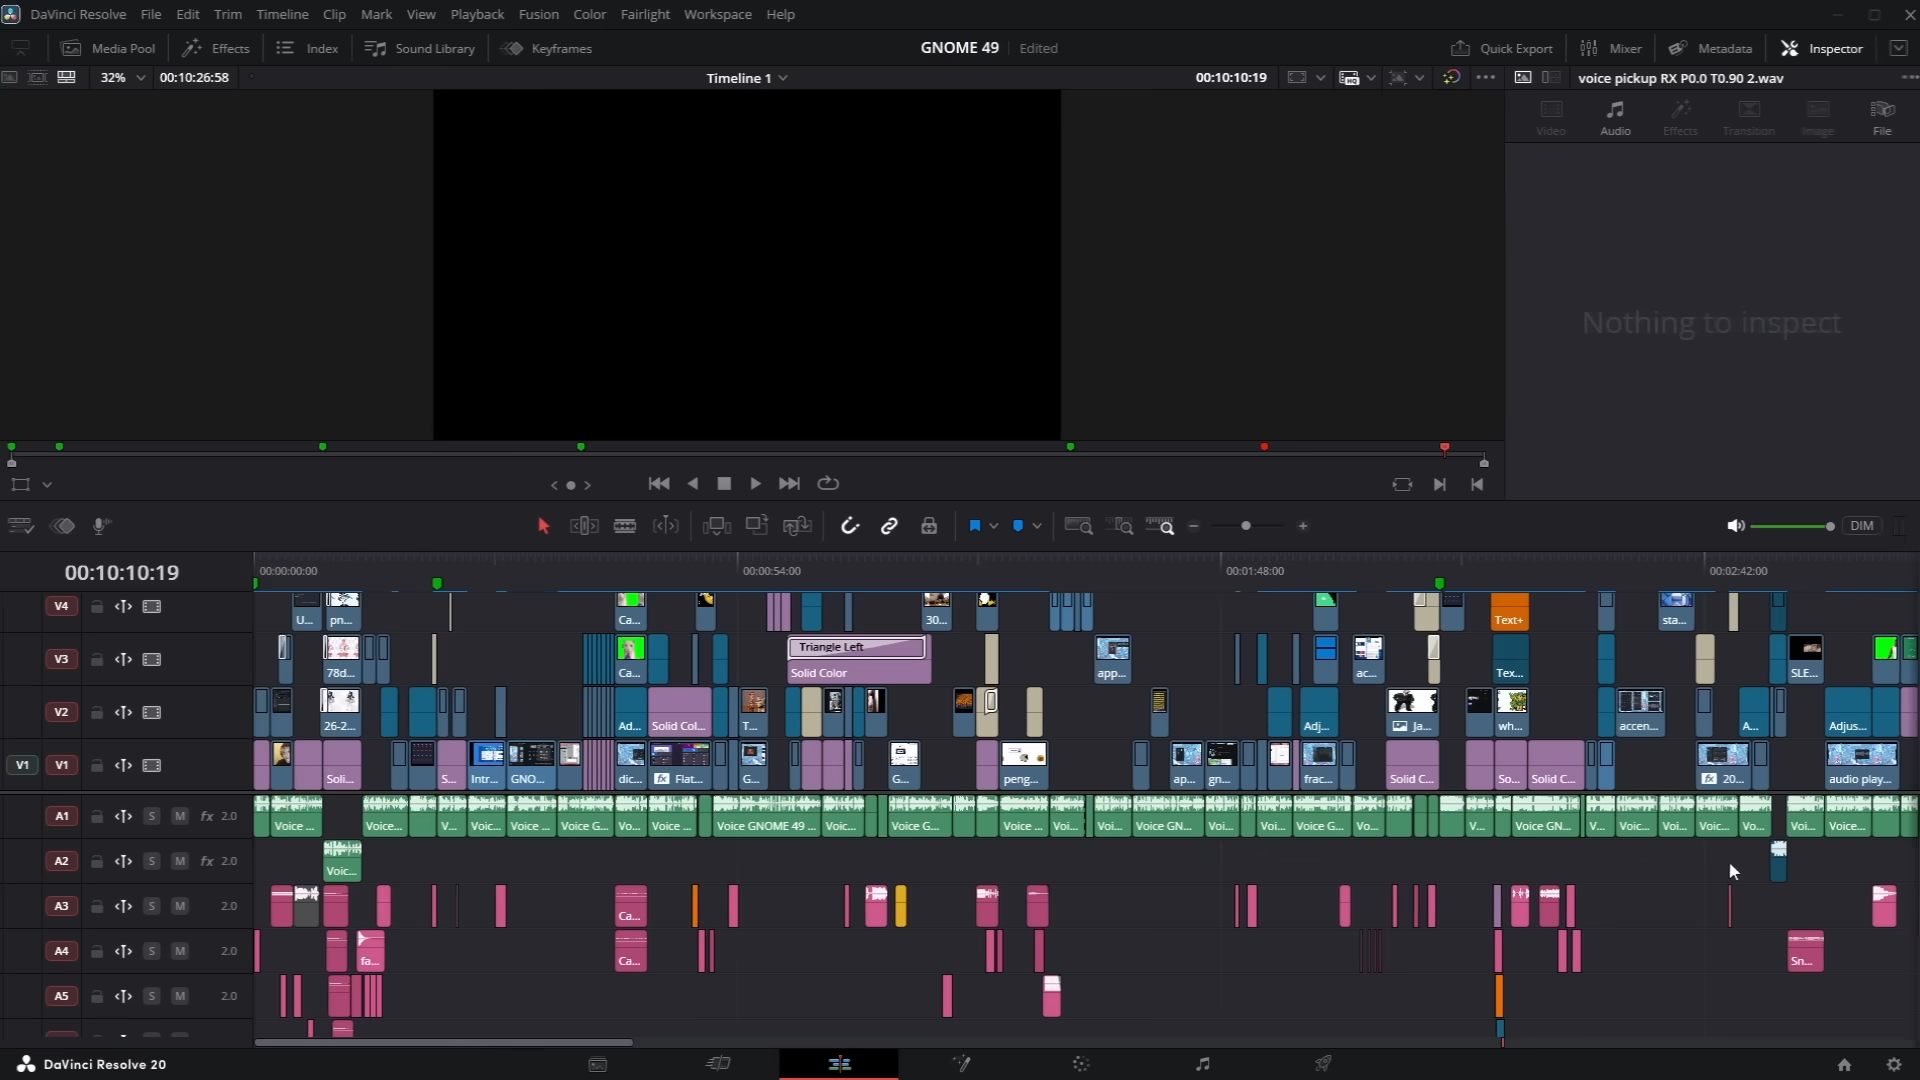 DaVinci Resolve File Edit Trim Timeline Clip Mark View Playback Fusion Color Fairlight Workspace Help
Media Pool Effects Index Sound Library Keyframes GNOME 49 Edited Quick Export Mixer Metadata Inspector
32% 00:10:26:58 Timeline 1 00:10:10:19 voice pickup RX P0.0 T0.90 2.wav
Video Audio Effects Transition Image File
Nothing to inspect
DIM
00:10:10:19 00:00:00:00 00:00:54:00 00:01:48:00 00:02:42:00
V4 U... pn... Ca... 30... Text+ sta...
V3 78d... Ca... Triangle Left Solid Color app... ac... Tex... SLE...
V2 26-2... Ad... Solid Col... T... Adj... Ja... wh... accen... A... Adjus...
V1 V1 Soli... S... Intr... GNO... dic... Flat... G... G... peng... ap... gn... frac... Solid C... So... Solid C... 20... audio play...
A1 S M fx 2.0 Voice ... Voice... V... Voic... Voice ... Voice G... Vo... Voice ... Voice GNOME 49 ... Voic... Voice G... Voice ... Voi... Voi... Voice GN... Voi... Voi... Voice G... Vo... V... Voice GN... V... Voic... Voi... Voic... Vo... Voi... Voice...
A2 S M fx 2.0 Voic...
A3 S M 2.0 Ca...
A4 S M 2.0 fa... Ca... Sn...
A5 S M 2.0
DaVinci Resolve 20